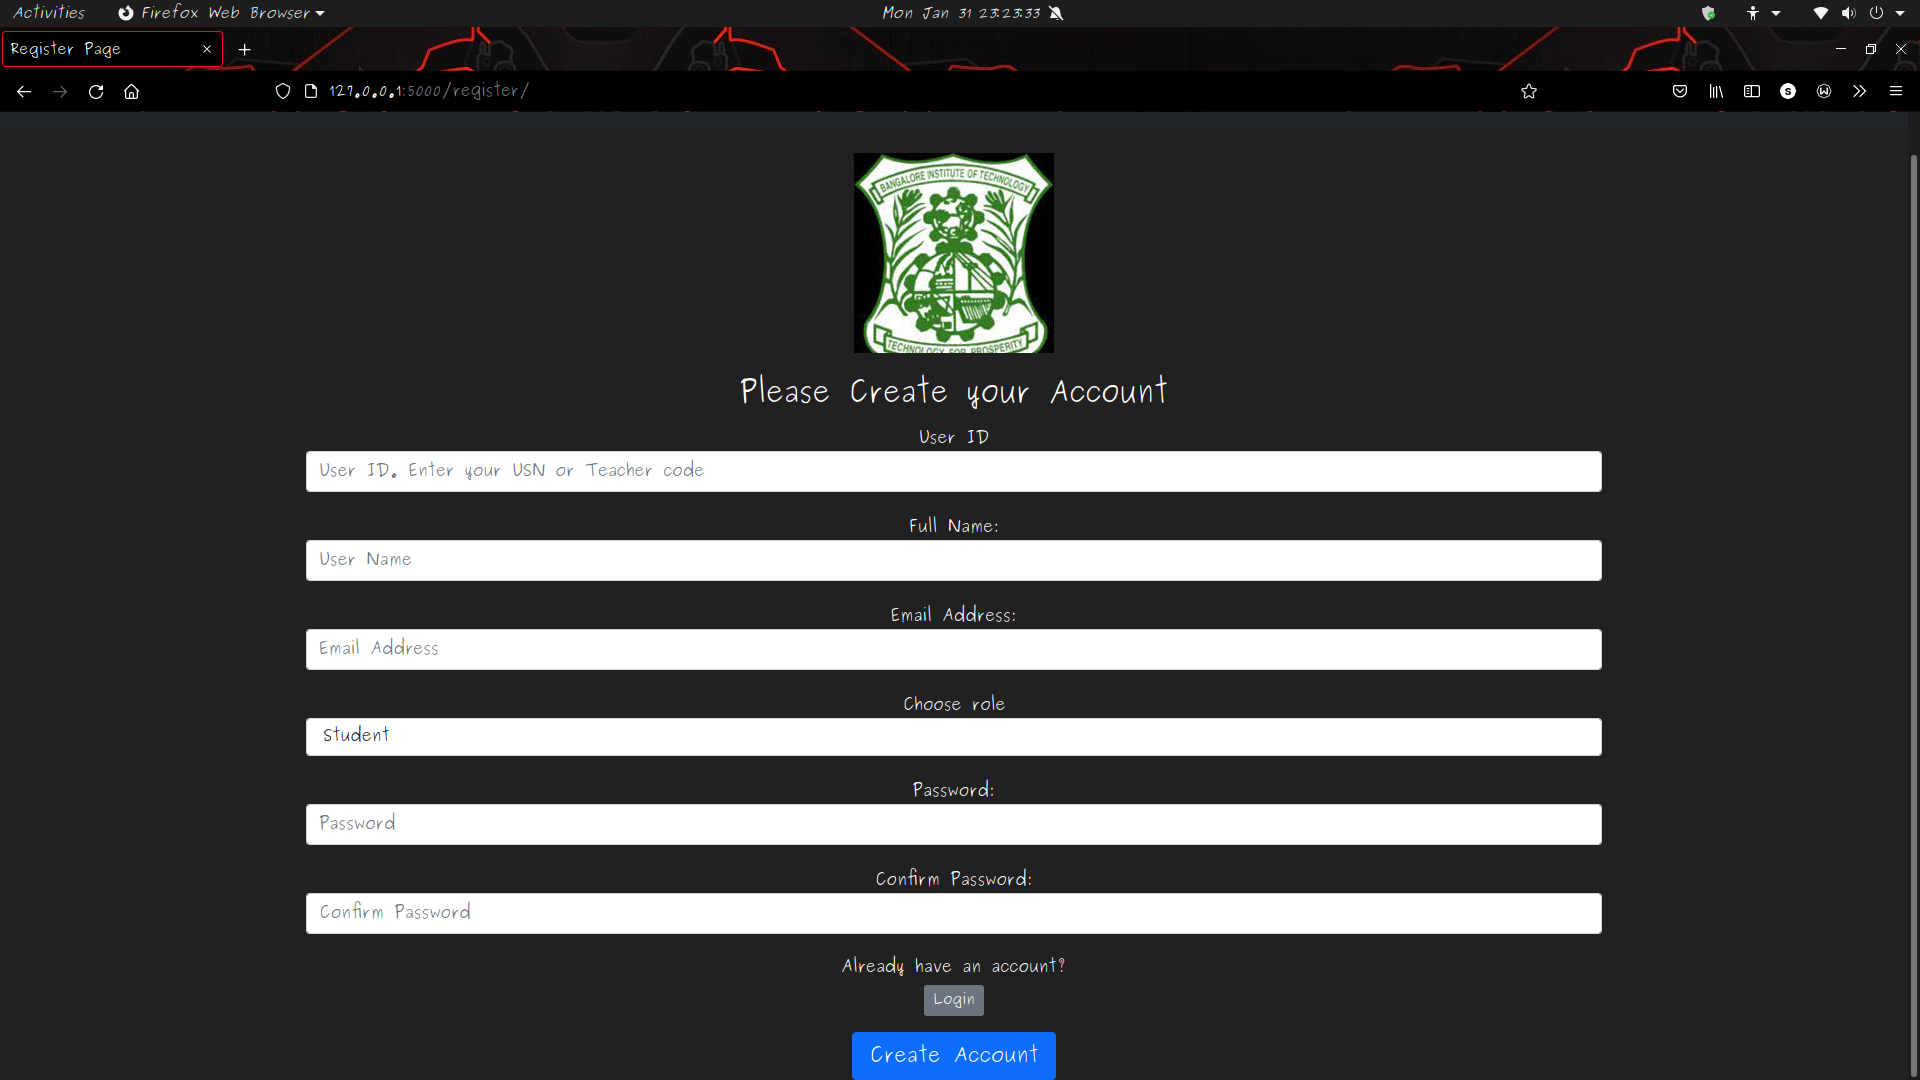 Activities Firefox Web Browser Mon Jan 31 23:23:33
Register Page
127.0.0.1:5000/register/
BANGALORE INSTITUTE OF TECHNOLOGY
TECHNOLOGY FOR PROSPERITY
Please Create your Account
User ID
User ID. Enter your USN or Teacher code
Full Name:
User Name
Email Address:
Email Address
Choose role
Student
Password:
Password
Confirm Password:
Confirm Password
Already have an account?
Login
Create Account